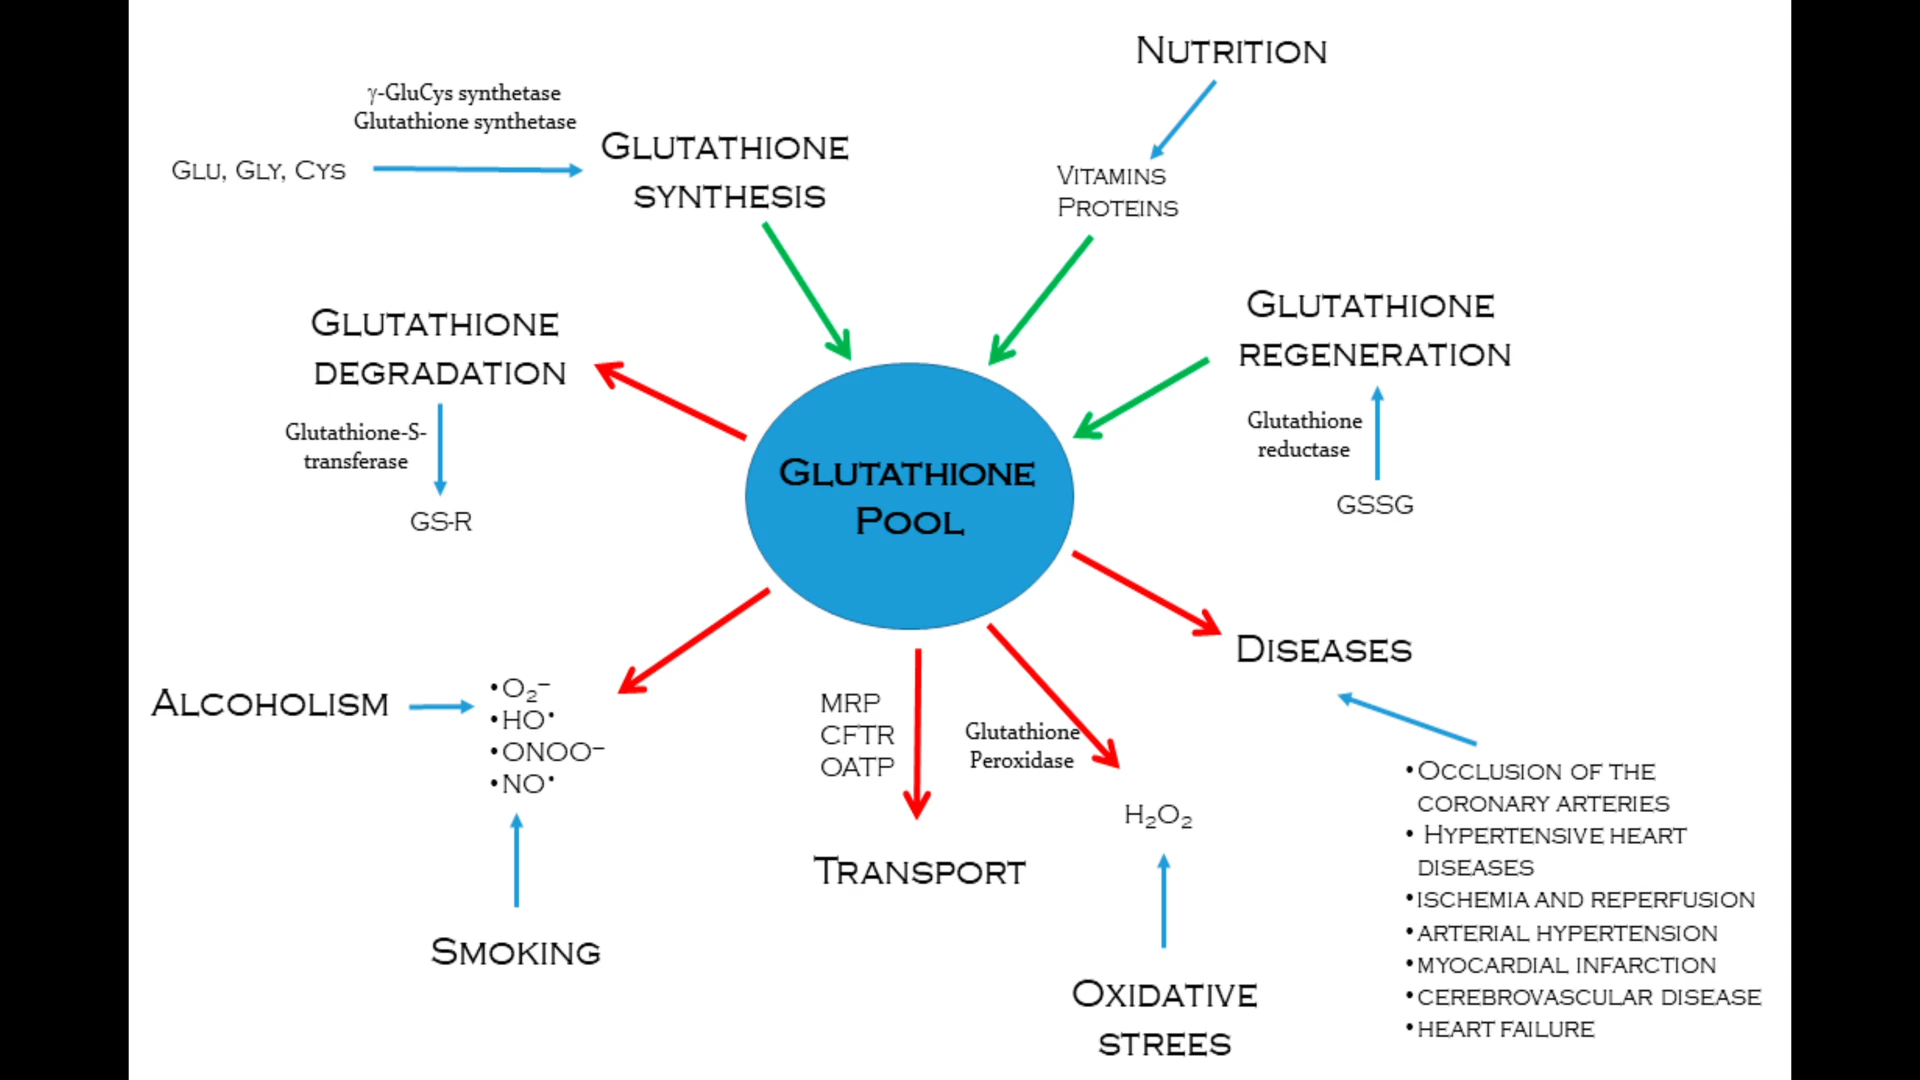 NUTRITION
γ-GluCys synthetase
Glutathione synthetase
GLU, GLY, CYS
GLUTATHIONE
SYNTHESIS
VITAMINS
PROTEINS
GLUTATHIONE
DEGRADATION
GLUTATHIONE
REGENERATION
Glutathione-S-
transferase
GS-R
Glutathione
reductase
GSSG
GLUTATHIONE
POOL
DISEASES
ALCOHOLISM
•O₂⁻
•HO•
•ONOO⁻
•NO•
SMOKING
MRP
CFTR
OATP
TRANSPORT
Glutathione
Peroxidase
H₂O₂
OXIDATIVE
STREES
•OCCLUSION OF THE
CORONARY ARTERIES
• HYPERTENSIVE HEART
DISEASES
•ISCHEMIA AND REPERFUSION
•ARTERIAL HYPERTENSION
•MYOCARDIAL INFARCTION
•CEREBROVASCULAR DISEASE
•HEART FAILURE